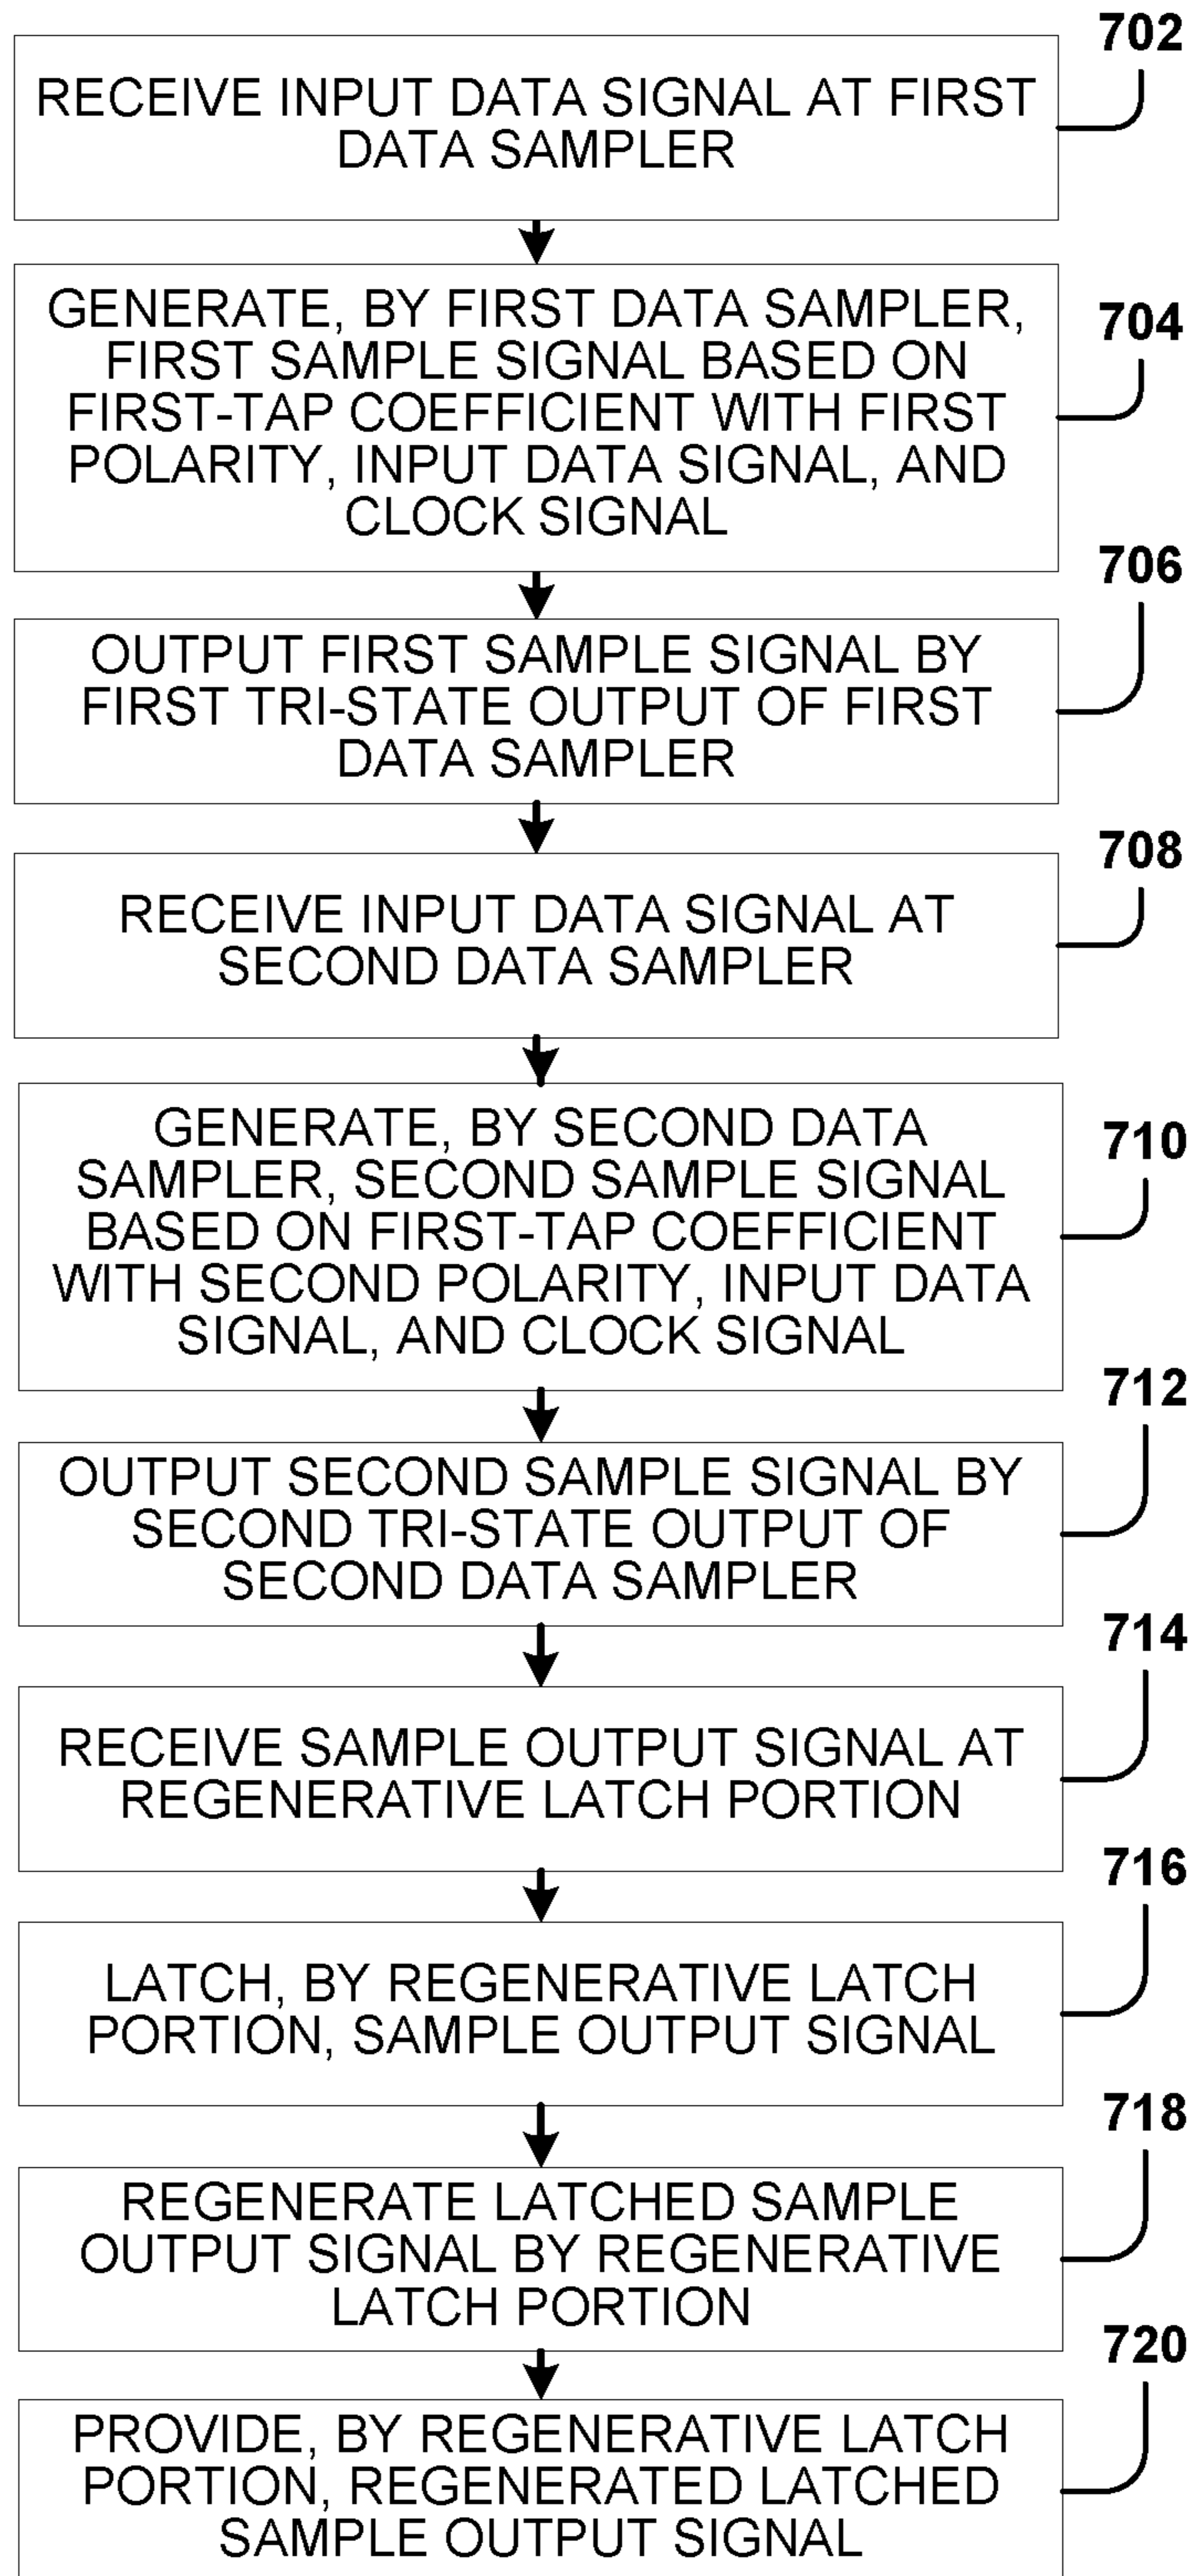 702
RECEIVE INPUT DATA SIGNAL AT FIRST
DATA SAMPLER
704
GENERATE, BY FIRST DATA SAMPLER,
FIRST SAMPLE SIGNAL BASED ON
FIRST-TAP COEFFICIENT WITH FIRST
POLARITY, INPUT DATA SIGNAL, AND
CLOCK SIGNAL
706
OUTPUT FIRST SAMPLE SIGNAL BY
FIRST TRI-STATE OUTPUT OF FIRST
DATA SAMPLER
708
RECEIVE INPUT DATA SIGNAL AT
SECOND DATA SAMPLER
710
GENERATE, BY SECOND DATA
SAMPLER, SECOND SAMPLE SIGNAL
BASED ON FIRST-TAP COEFFICIENT
WITH SECOND POLARITY, INPUT DATA
SIGNAL, AND CLOCK SIGNAL
712
OUTPUT SECOND SAMPLE SIGNAL BY
SECOND TRI-STATE OUTPUT OF
SECOND DATA SAMPLER
714
RECEIVE SAMPLE OUTPUT SIGNAL AT
REGENERATIVE LATCH PORTION
716
LATCH, BY REGENERATIVE LATCH
PORTION, SAMPLE OUTPUT SIGNAL
718
REGENERATE LATCHED SAMPLE
OUTPUT SIGNAL BY REGENERATIVE
LATCH PORTION
720
PROVIDE, BY REGENERATIVE LATCH
PORTION, REGENERATED LATCHED
SAMPLE OUTPUT SIGNAL